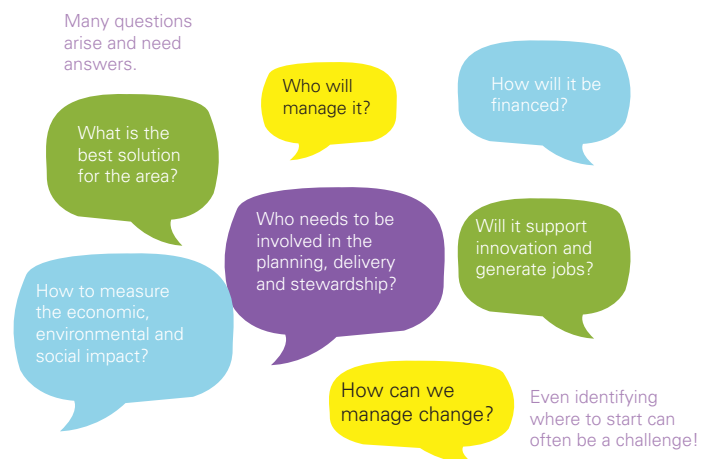 Many questions
arise and need
answers.
Who will
manage it?
How will it be
financed?
What is the
best solution
for the area?
Who needs to be
involved in the
planning, delivery
and stewardship?
Will it support
innovation and
generate jobs?
How to measure
the economic,
environmental and
social impact?
How can we
manage change?
Even identifying
where to start can
often be a challenge!